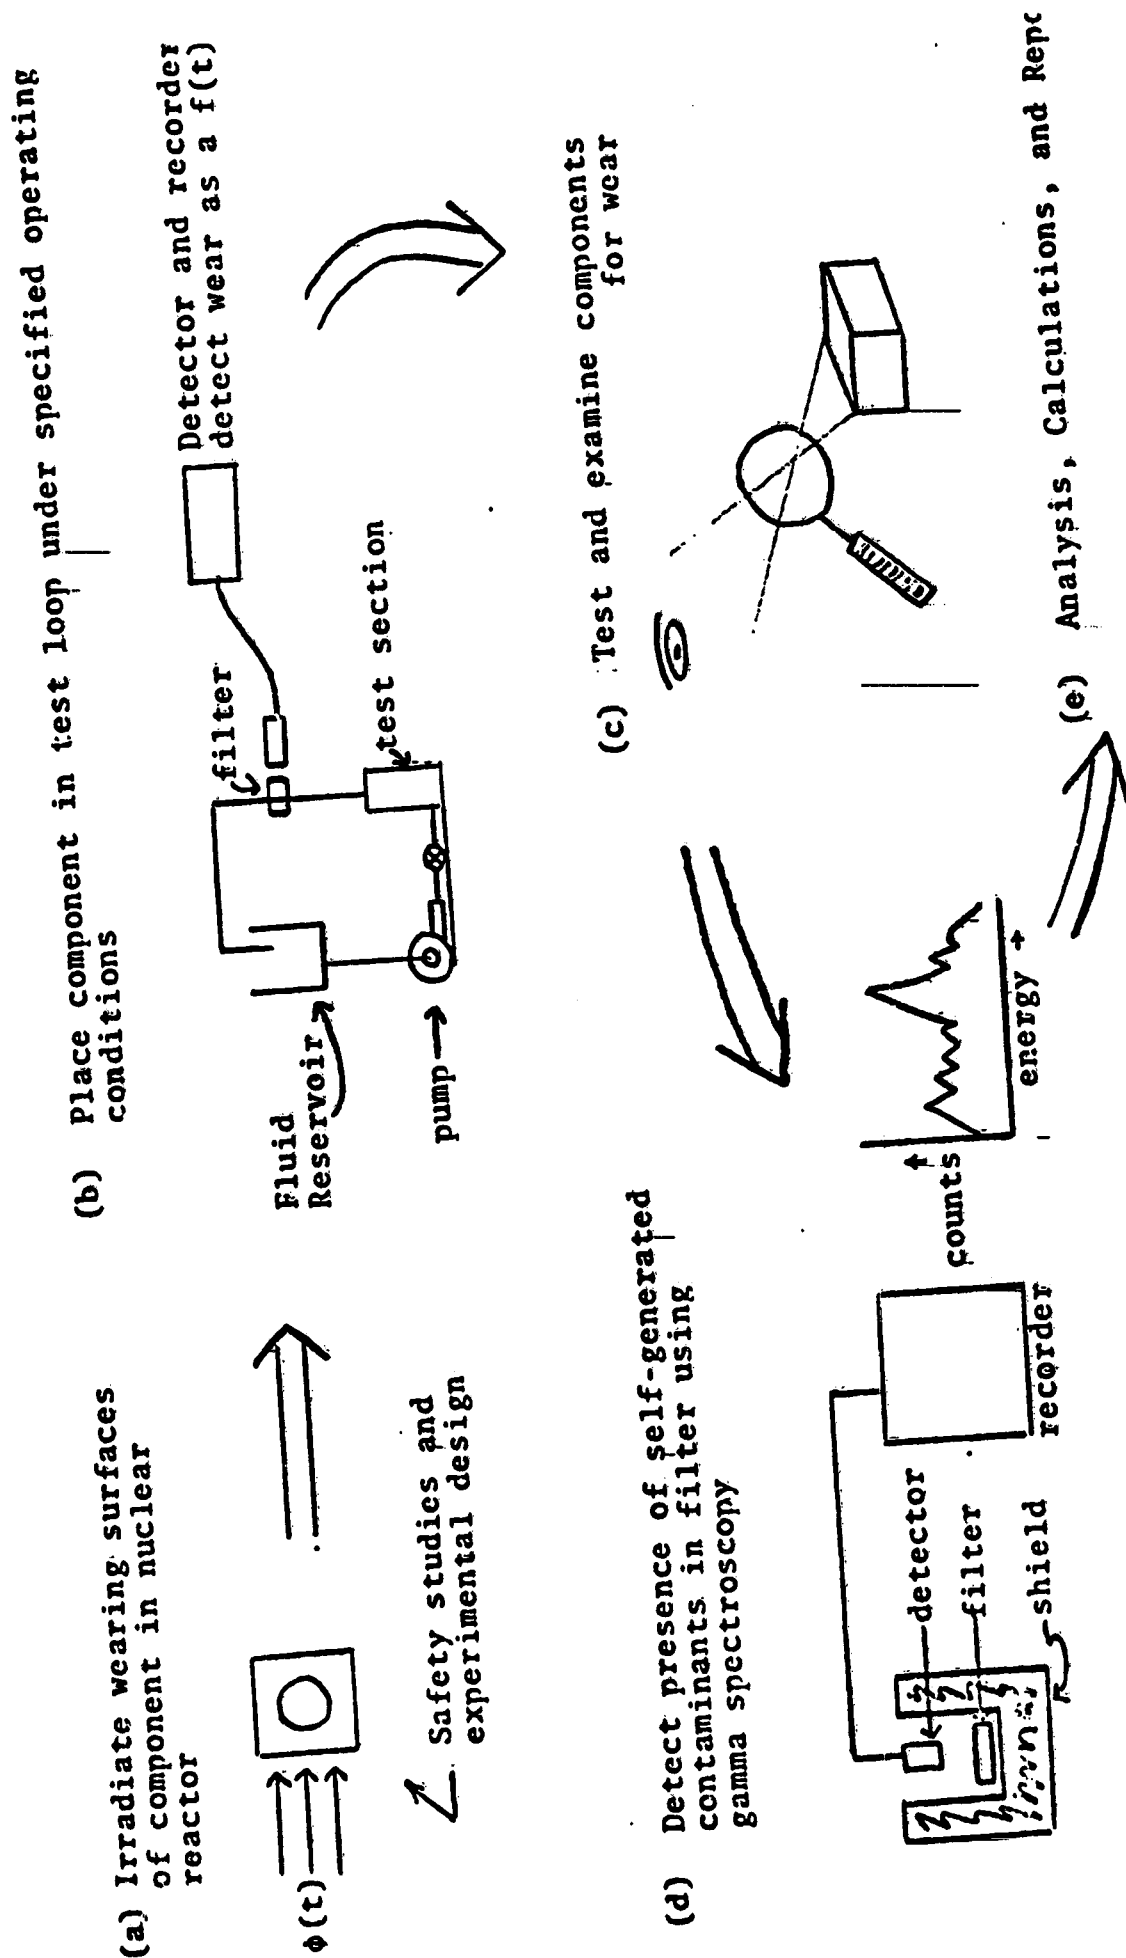 (a) Irradiate wearing surfaces
of component in nuclear
reactor
φ(t)
Safety studies and
experimental design
(b) Place component in test loop under specified operating
conditions
Fluid
Reservoir
pump
filter
test section
Detector and recorder
detect wear as a f(t)
(c) Test and examine components
for wear
(d) Detect presence of self-generated
contaminants in filter using
gamma spectroscopy
detector
filter
shield
recorder
counts
energy
(e) Analysis, Calculations, and